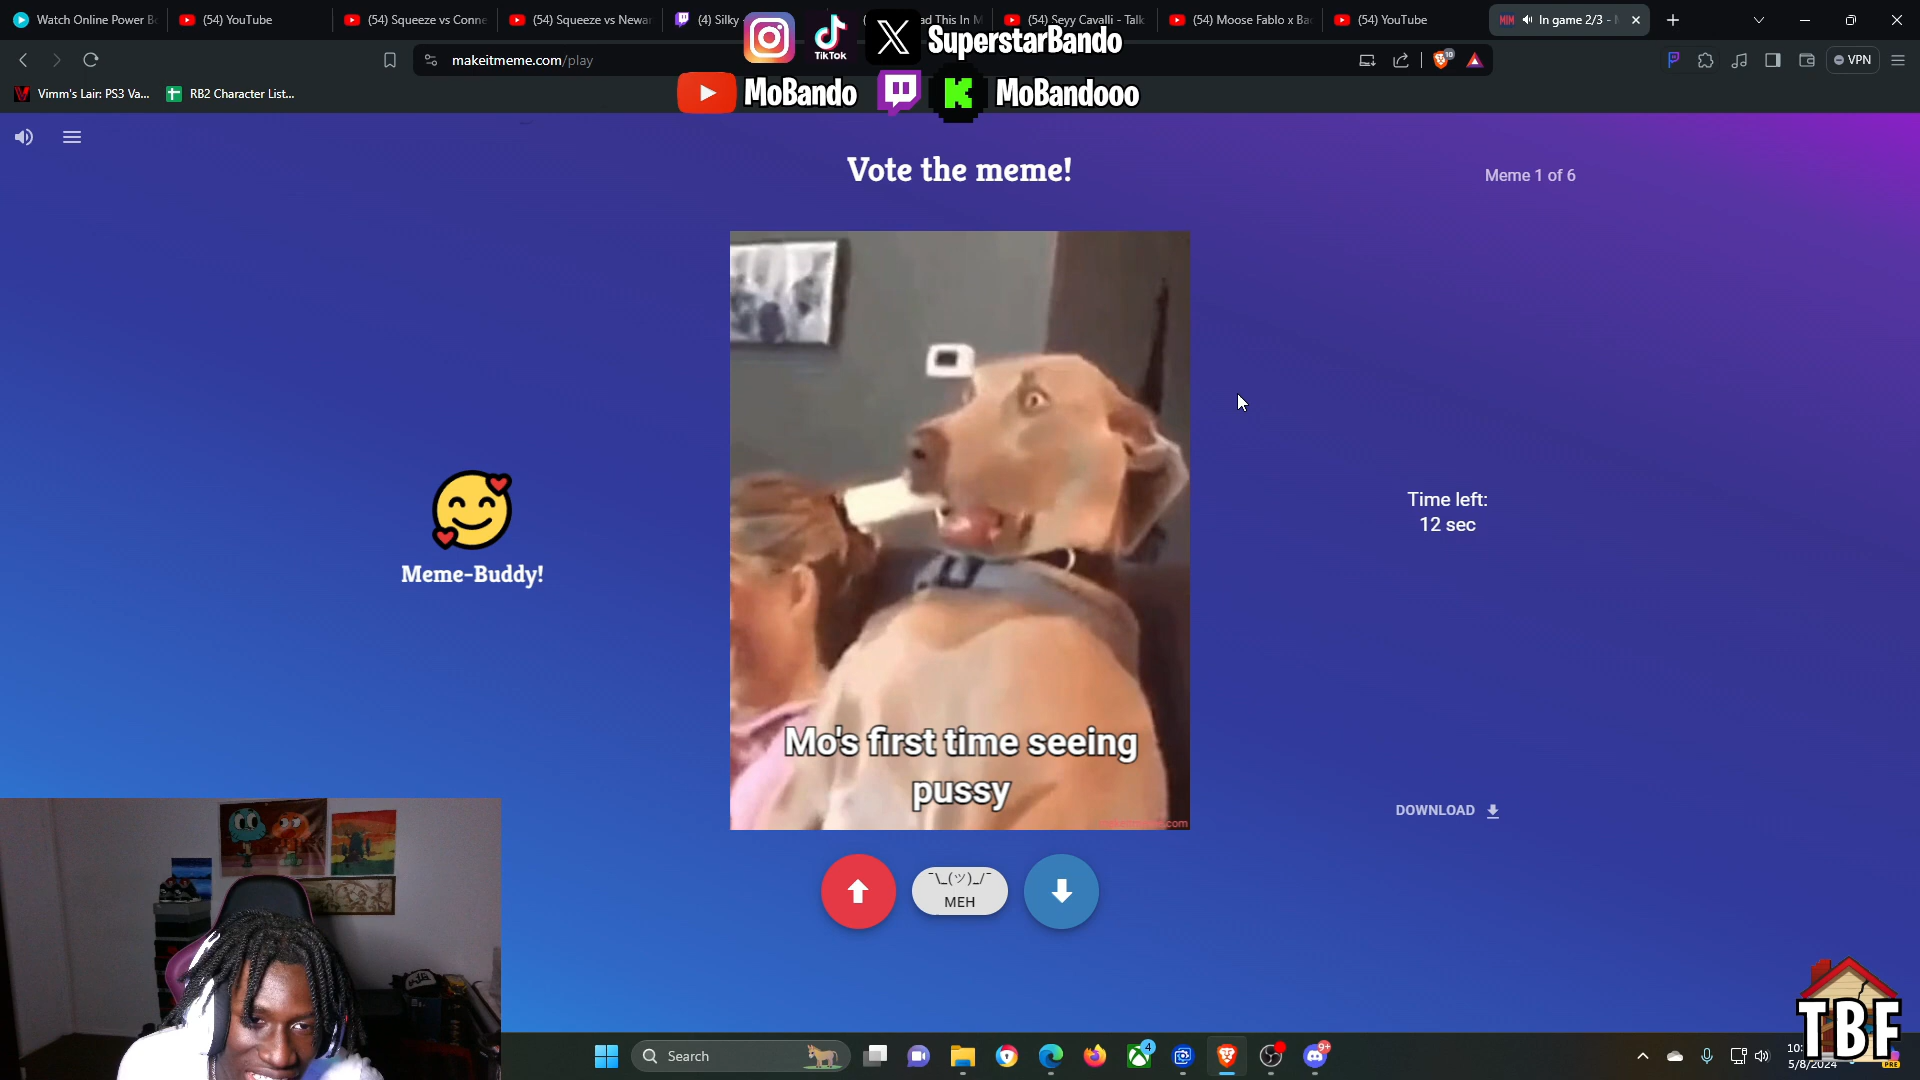 Watch Online Power B
(54) YouTube
(54) Squeeze vs Conne
(54) Squeeze vs Newar
(4) Silky
ad This In M
(54) Seyy Cavalli - Talk
(54) Moose Fablo x Ba
(54) YouTube
In game 2/3 -
makeitmeme.com/play
VPN
Vimm's Lair: PS3 Va...
RB2 Character List...
TikTok
SuperstarBando
MoBando
MoBandooo
Vote the meme!
Meme 1 of 6
Meme-Buddy!
Time left:
12 sec
Mo's first time seeing
pussy
DOWNLOAD
¯\_(ツ)_/¯
MEH
TBF
Search
5/8/2024